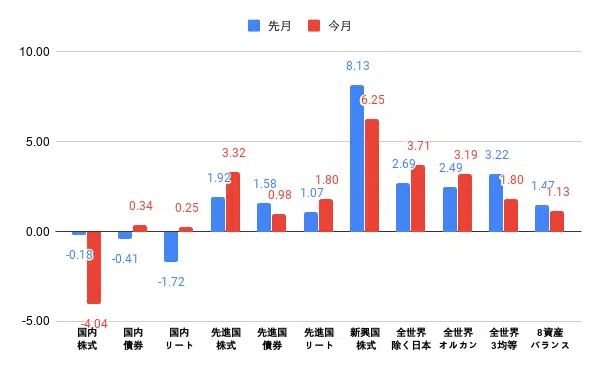 先月 今月
10.00
5.00
0.00
-5.00
-0.18 -4.04
-0.41 0.34
-1.72 0.25
1.92 3.32
1.58 0.98
1.07 1.80
8.13 6.25
2.69 3.71
2.49 3.19
3.22 1.80
1.47 1.13
国内
株式
国内
債券
国内
リート
先進国
株式
先進国
債券
先進国
リート
新興国
株式
全世界
除く日本
全世界
オルカン
全世界
3均等
8資産
バランス